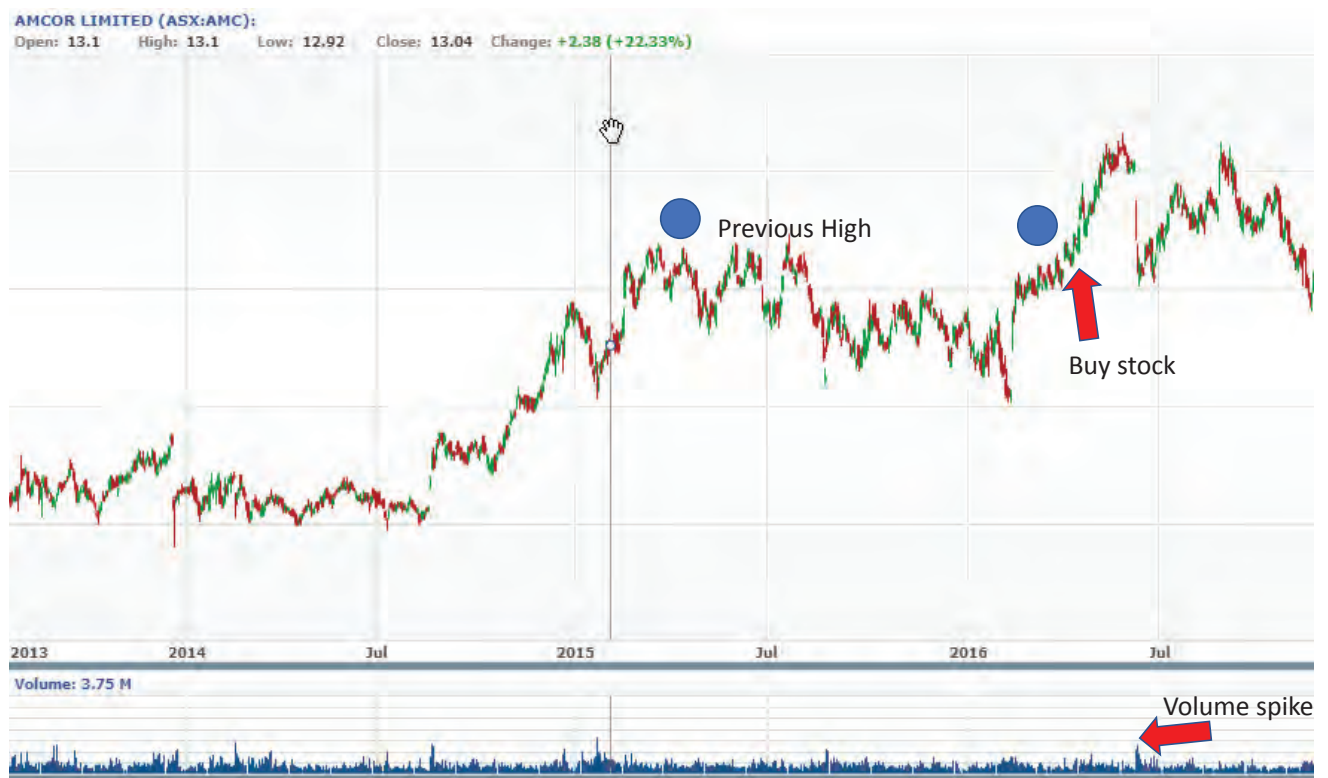 AMCOR LIMITED (ASX:AMC):
Open: 13.1 High: 13.1 Low: 12.92 Close: 13.04 Change: +2.38 (+22.33%)
Previous High
Buy stock
2013 2014 Jul 2015 Jul 2016 Jul
Volume: 3.75 M
Volume spike